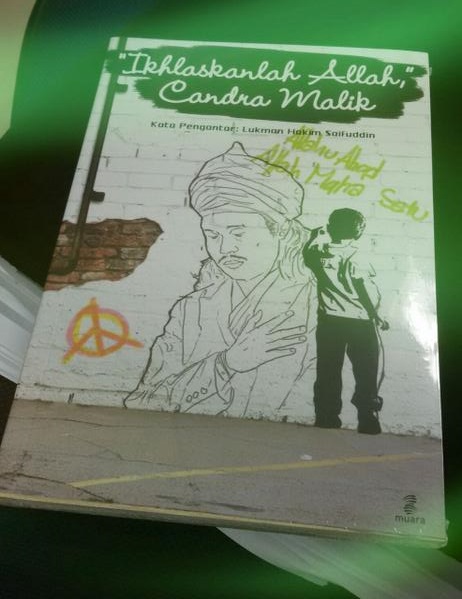 "Ikhlaskanlah Allah,"
Candra Malik
Kata Pengantar: Lukman Hakim Saifuddin
Allahu Ahad
Allah Maha Satu
muara